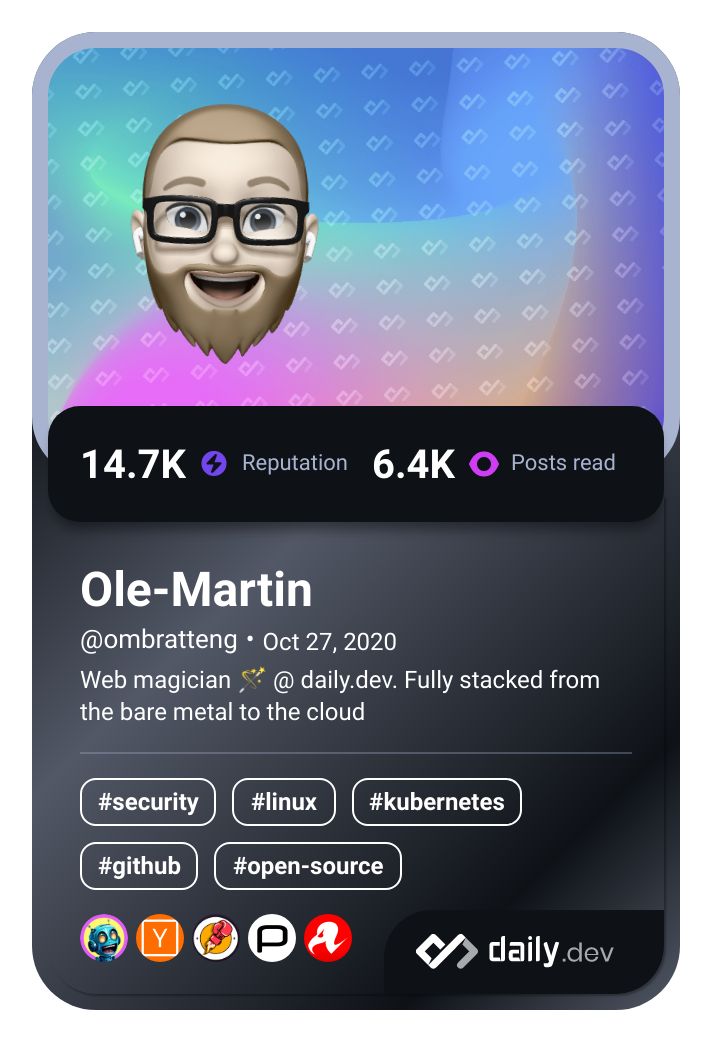 14.7K Reputation 6.4K Posts read
Ole-Martin
@ombratteng • Oct 27, 2020
Web magician 🪄 @ daily.dev. Fully stacked from
the bare metal to the cloud
#security #linux #kubernetes
#github #open-source
Y
daily.dev